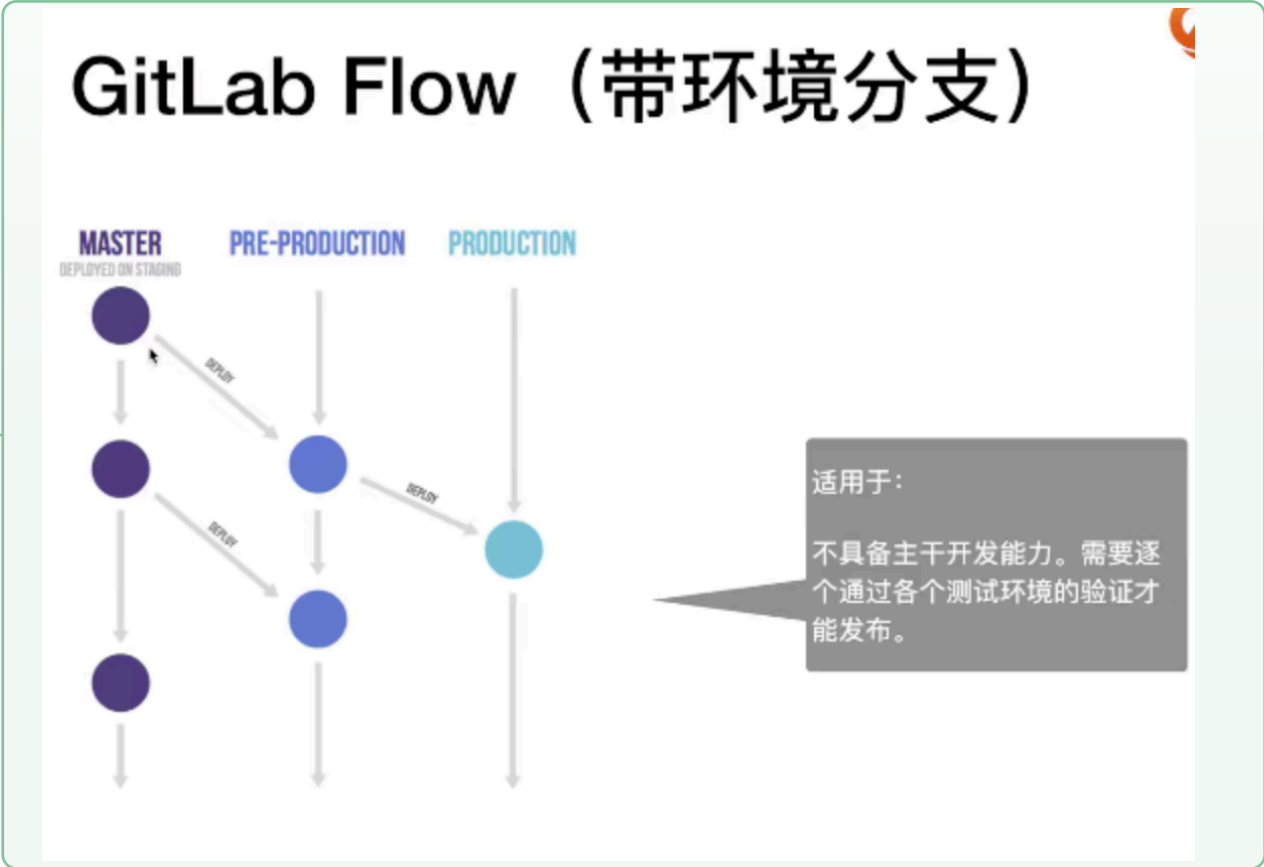 GitLab Flow（带环境分支）
MASTER
DEPLOYED ON STAGING
PRE-PRODUCTION
PRODUCTION
DEPLOY
DEPLOY
DEPLOY
适用于：
不具备主干开发能力。需要逐
个通过各个测试环境的验证才
能发布。